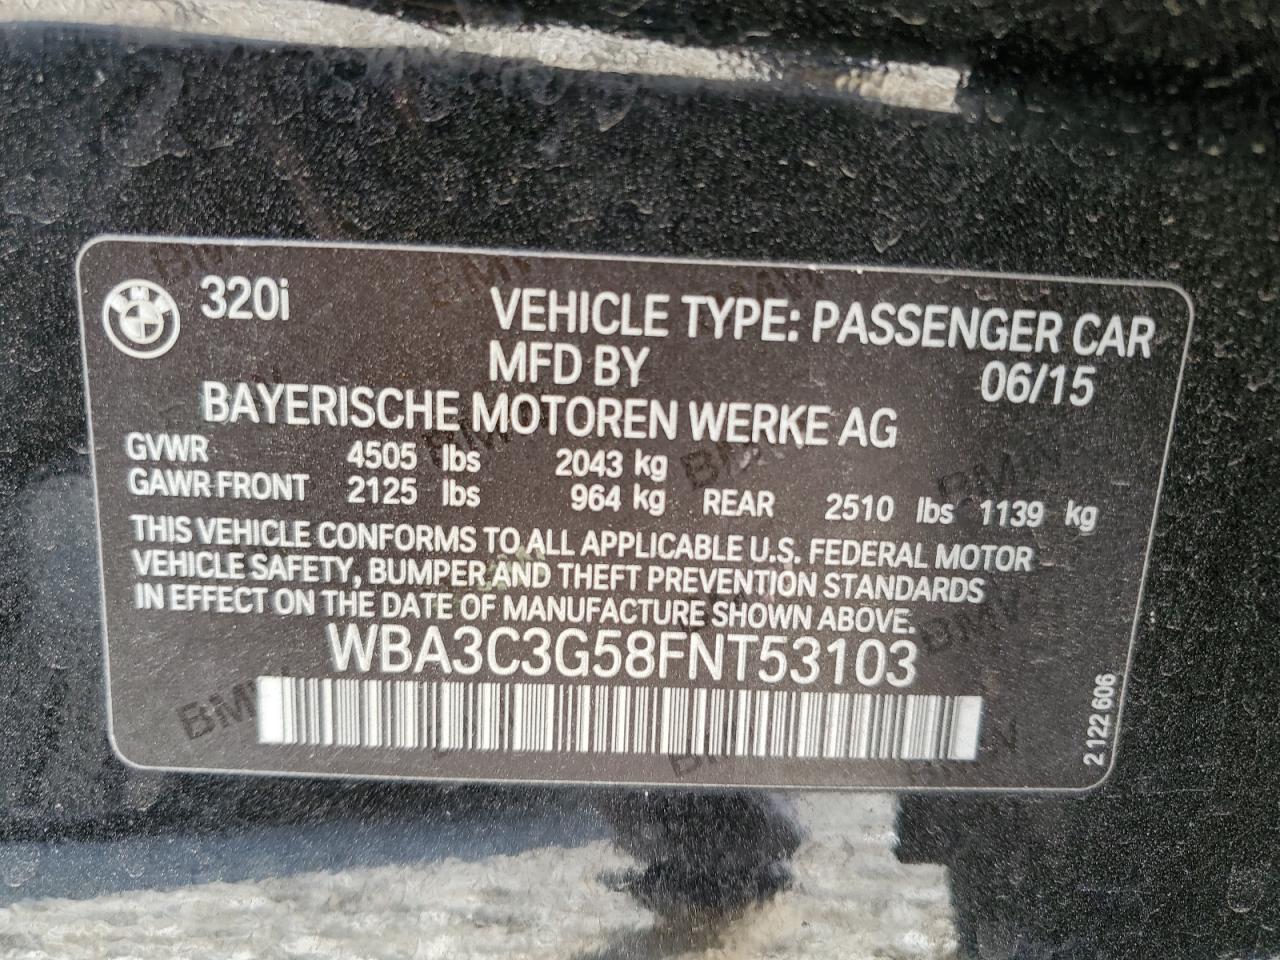 320i
VEHICLE TYPE: PASSENGER CAR
MFD BY
06/15
BAYERISCHE MOTOREN WERKE AG
GVWR 4505 lbs 2043 kg
GAWR FRONT 2125 lbs 964 kg REAR 2510 lbs 1139 kg
THIS VEHICLE CONFORMS TO ALL APPLICABLE U.S. FEDERAL MOTOR
VEHICLE SAFETY, BUMPER AND THEFT PREVENTION STANDARDS
IN EFFECT ON THE DATE OF MANUFACTURE SHOWN ABOVE.
WBA3C3G58FNT53103
2 122 606